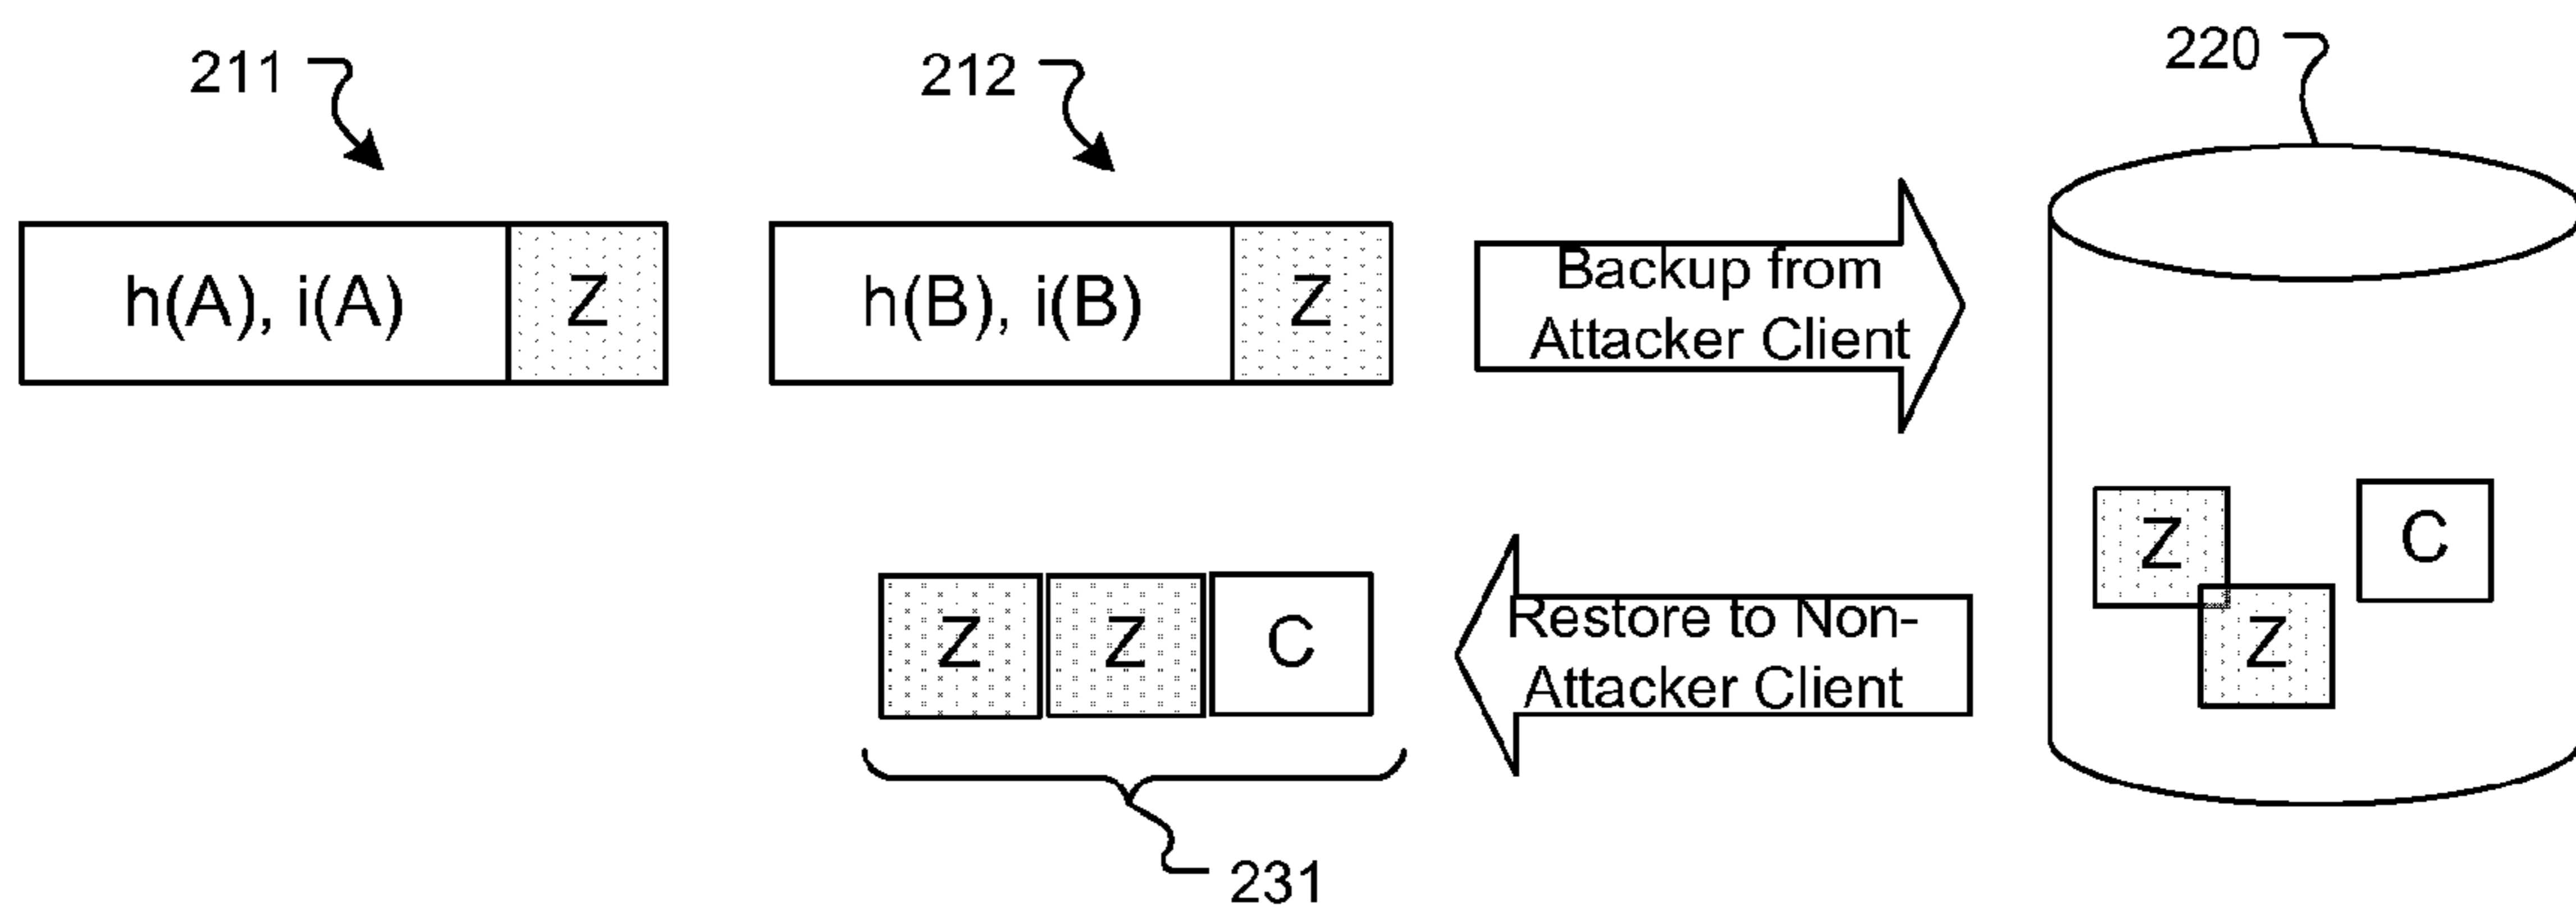 211
212
220
h(A), i(A)
Z
h(B), i(B)
Z
Backup from
Attacker Client
Z
C
Z
Z
Z
C
Restore to Non-
Attacker Client
231